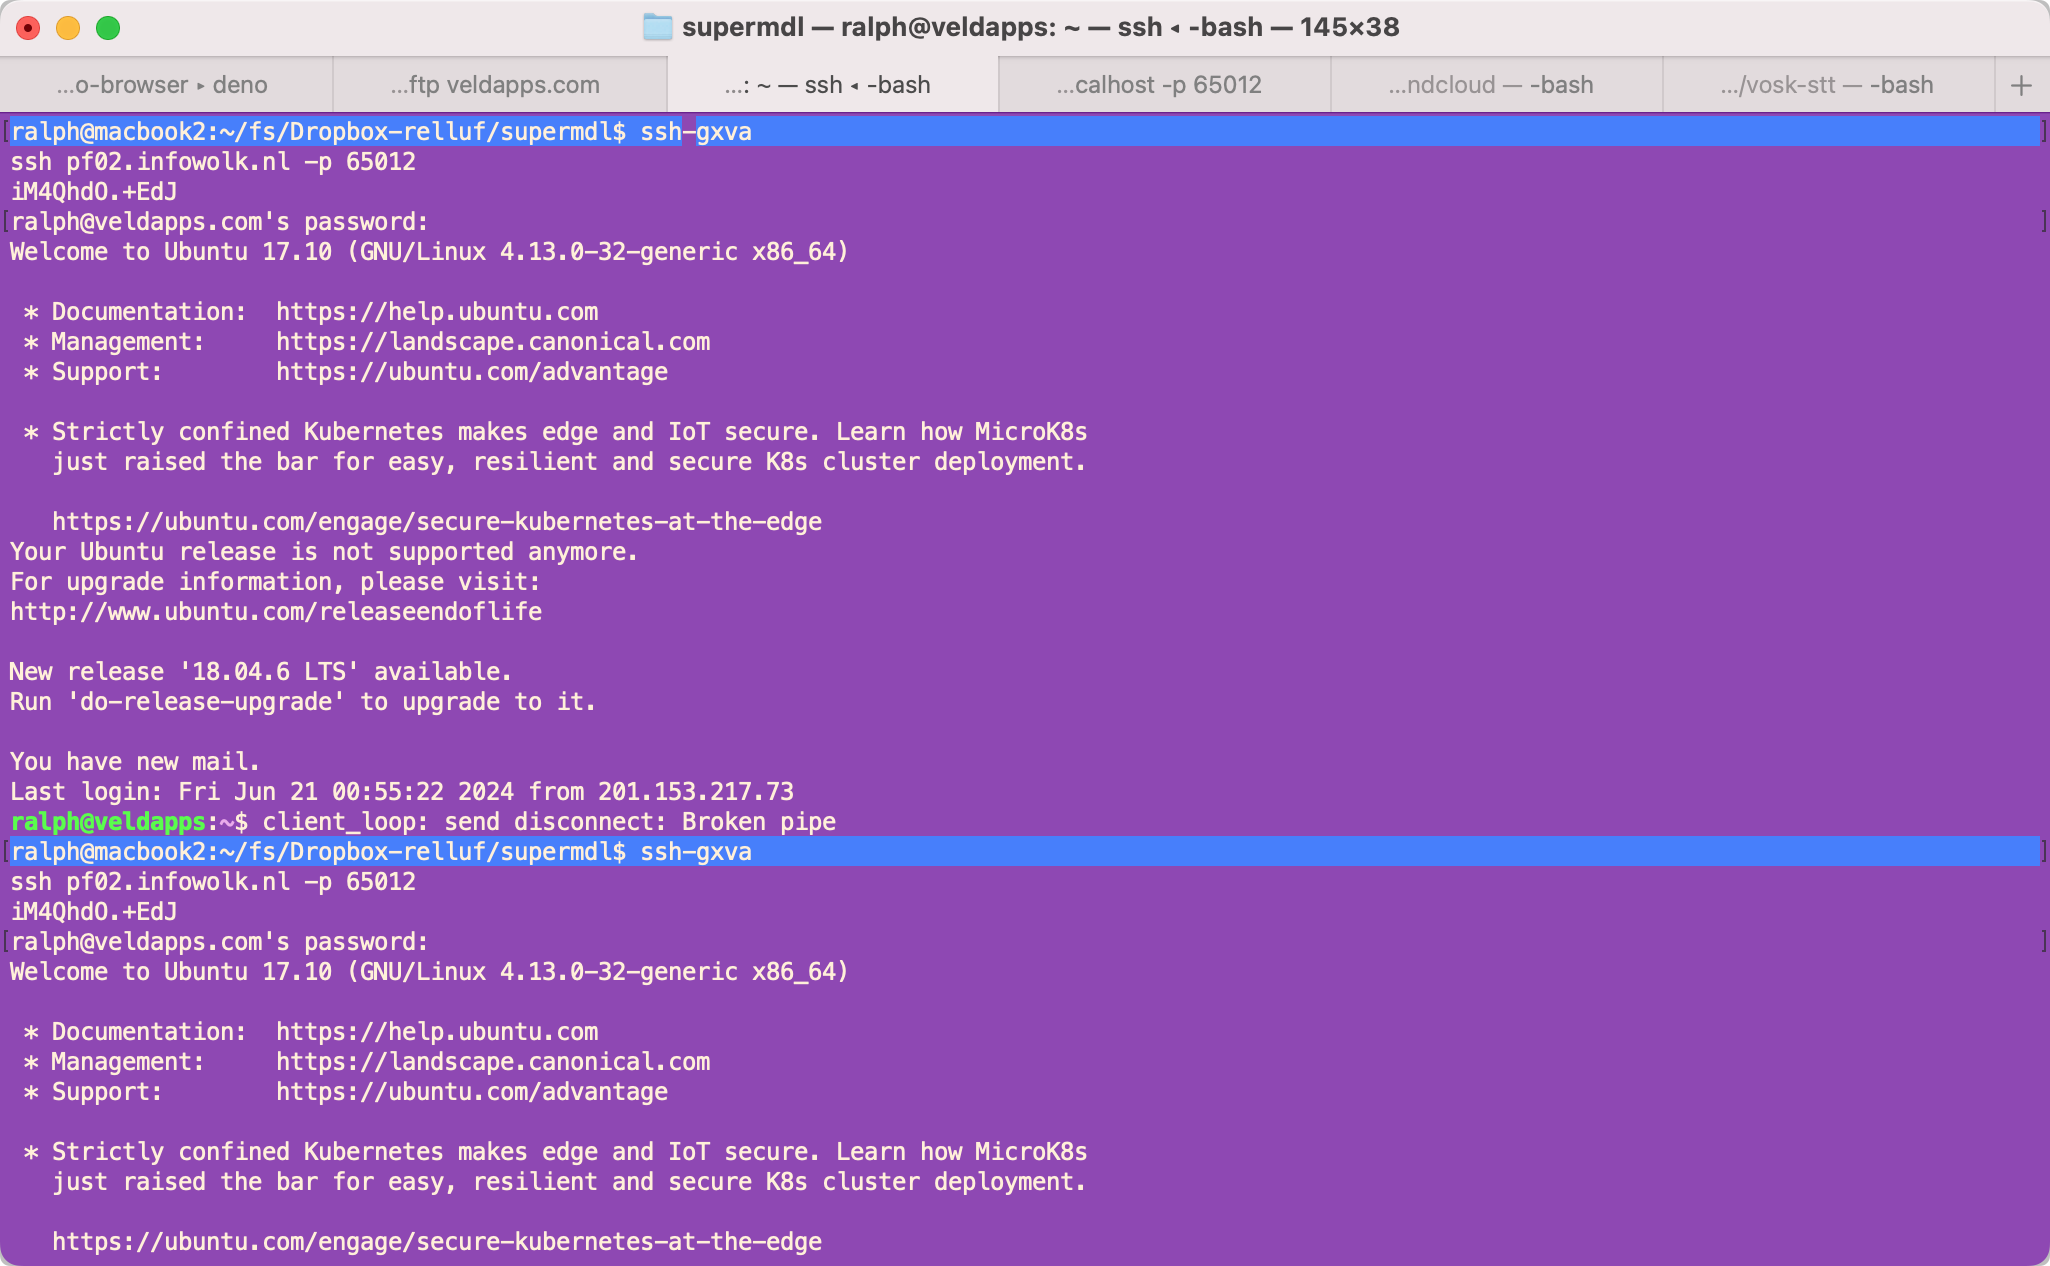 supermdl — ralph@veldapps: ~ — ssh ◂ -bash — 145×38
...o-browser ▸ deno
...ftp veldapps.com
...: ~ — ssh ◂ -bash
...calhost -p 65012
...ndcloud — -bash
.../vosk-stt — -bash
+
[ralph@macbook2:~/fs/Dropbox-relluf/supermdl$ ssh-gxva ]
ssh pf02.infowolk.nl -p 65012
iM4QhdO.+EdJ
[ralph@veldapps.com's password: ]
Welcome to Ubuntu 17.10 (GNU/Linux 4.13.0-32-generic x86_64)
 * Documentation:  https://help.ubuntu.com
 * Management:     https://landscape.canonical.com
 * Support:        https://ubuntu.com/advantage
 * Strictly confined Kubernetes makes edge and IoT secure. Learn how MicroK8s
   just raised the bar for easy, resilient and secure K8s cluster deployment.
   https://ubuntu.com/engage/secure-kubernetes-at-the-edge
Your Ubuntu release is not supported anymore.
For upgrade information, please visit:
http://www.ubuntu.com/releaseendoflife
New release '18.04.6 LTS' available.
Run 'do-release-upgrade' to upgrade to it.
You have new mail.
Last login: Fri Jun 21 00:55:22 2024 from 201.153.217.73
ralph@veldapps:~$ client_loop: send disconnect: Broken pipe
[ralph@macbook2:~/fs/Dropbox-relluf/supermdl$ ssh-gxva ]
ssh pf02.infowolk.nl -p 65012
iM4QhdO.+EdJ
[ralph@veldapps.com's password: ]
Welcome to Ubuntu 17.10 (GNU/Linux 4.13.0-32-generic x86_64)
 * Documentation:  https://help.ubuntu.com
 * Management:     https://landscape.canonical.com
 * Support:        https://ubuntu.com/advantage
 * Strictly confined Kubernetes makes edge and IoT secure. Learn how MicroK8s
   just raised the bar for easy, resilient and secure K8s cluster deployment.
   https://ubuntu.com/engage/secure-kubernetes-at-the-edge